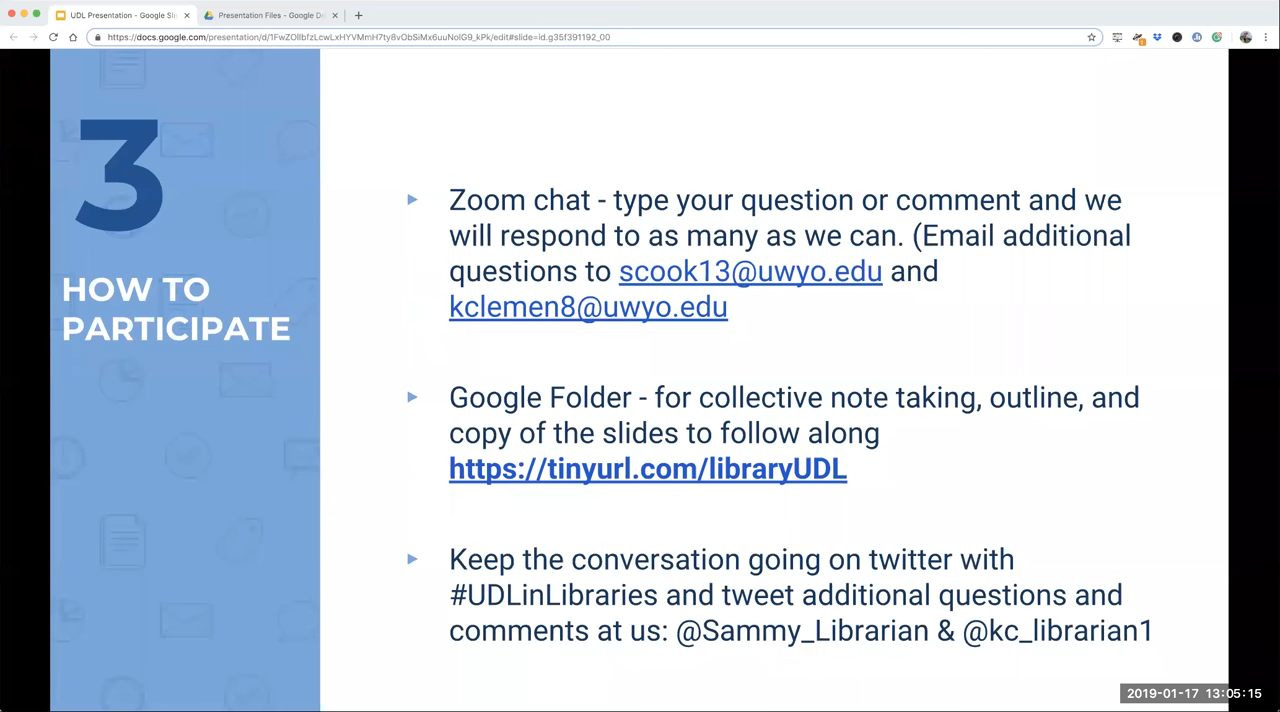 UDL Presentation - Google Sli
Presentation Files - Google De
https://docs.google.com/presentation/d/1FwZOllbfzLcwLxHYVMmH7ty8vObSiMx6uuNolG9_kPk/edit#slide=id.g35f391192_00
3
HOW TO
PARTICIPATE
Zoom chat - type your question or comment and we
will respond to as many as we can. (Email additional
questions to scook13@uwyo.edu and
kclemen8@uwyo.edu
Google Folder - for collective note taking, outline, and
copy of the slides to follow along
https://tinyurl.com/libraryUDL
Keep the conversation going on twitter with
#UDLinLibraries and tweet additional questions and
comments at us: @Sammy_Librarian & @kc_librarian1
2019-01-17 13:05:15